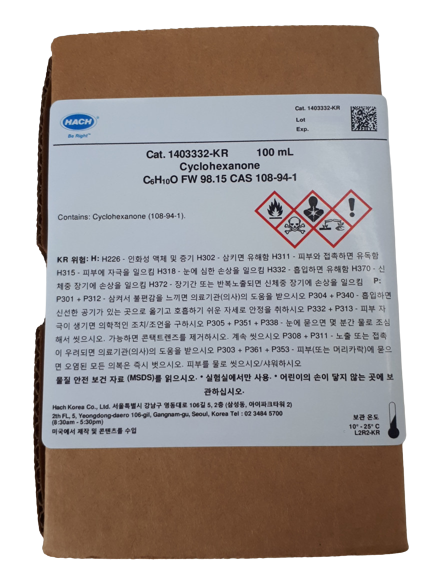 HACH
Be Right™
Cat. 1403332-KR
Lot
Exp.
Cat. 1403332-KR 100 mL
Cyclohexanone
C₆H₁₀O FW 98.15 CAS 108-94-1
Contains: Cyclohexanone (108-94-1).
KR 위험: H: H226 - 인화성 액체 및 증기 H302 - 삼키면 유해함 H311 - 피부와 접촉하면 유독함
H315 - 피부에 자극을 일으킴 H318 - 눈에 심한 손상을 일으킴 H332 - 흡입하면 유해함 H370 - 신
체중 장기에 손상을 일으킴 H372 - 장기간 또는 반복노출되면 신체중 장기에 손상을 일으킴 P:
P301 + P312 - 삼켜서 불편감을 느끼면 의료기관(의사)의 도움을 받으시오 P304 + P340 - 흡입하면
신선한 공기가 있는 곳으로 옮기고 호흡하기 쉬운 자세로 안정을 취하시오 P332 + P313 - 피부 자
극이 생기면 의학적인 조치/조언을 구하시오 P305 + P351 + P338 - 눈에 묻으면 몇 분간 물로 조심
해서 씻으시오. 가능하면 콘택트렌즈를 제거하시오. 계속 씻으시오 P308 + P311 - 노출 또는 접촉
이 우려되면 의료기관(의사)의 도움을 받으시오 P303 + P361 + P353 - 피부(또는 머리카락)에 묻으
면 오염된 모든 의복은 즉시 벗으시오. 피부를 물로 씻으시오/샤워하시오
물질 안전 보건 자료 (MSDS)를 읽으시오. * 실험실에서만 사용. * 어린이의 손이 닿지 않는 곳에 보
관하십시오.
Hach Korea Co., Ltd. 서울특별시 강남구 영동대로 106길 5, 2층 (삼성동, 마이파크타워 2)
2th FL, 5, Yeongdong-daero 106-gil, Gangnam-gu, Seoul, Korea Tel : 02 3484 5700
(8:30am - 5:30pm)
미국에서 제작 및 콘텐츠를 수입
보관 온도
10° - 25° C
L2R2-KR